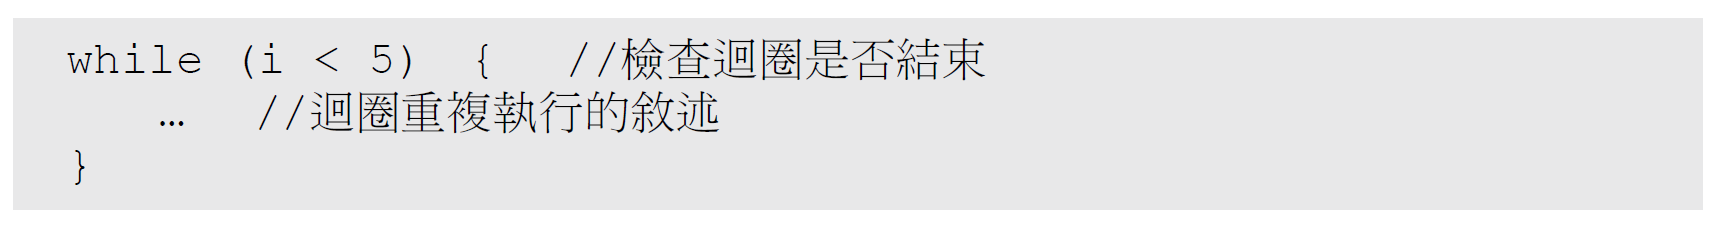 while (i < 5)  {   //檢查迴圈是否結束
    …   //迴圈重複執行的敘述
}